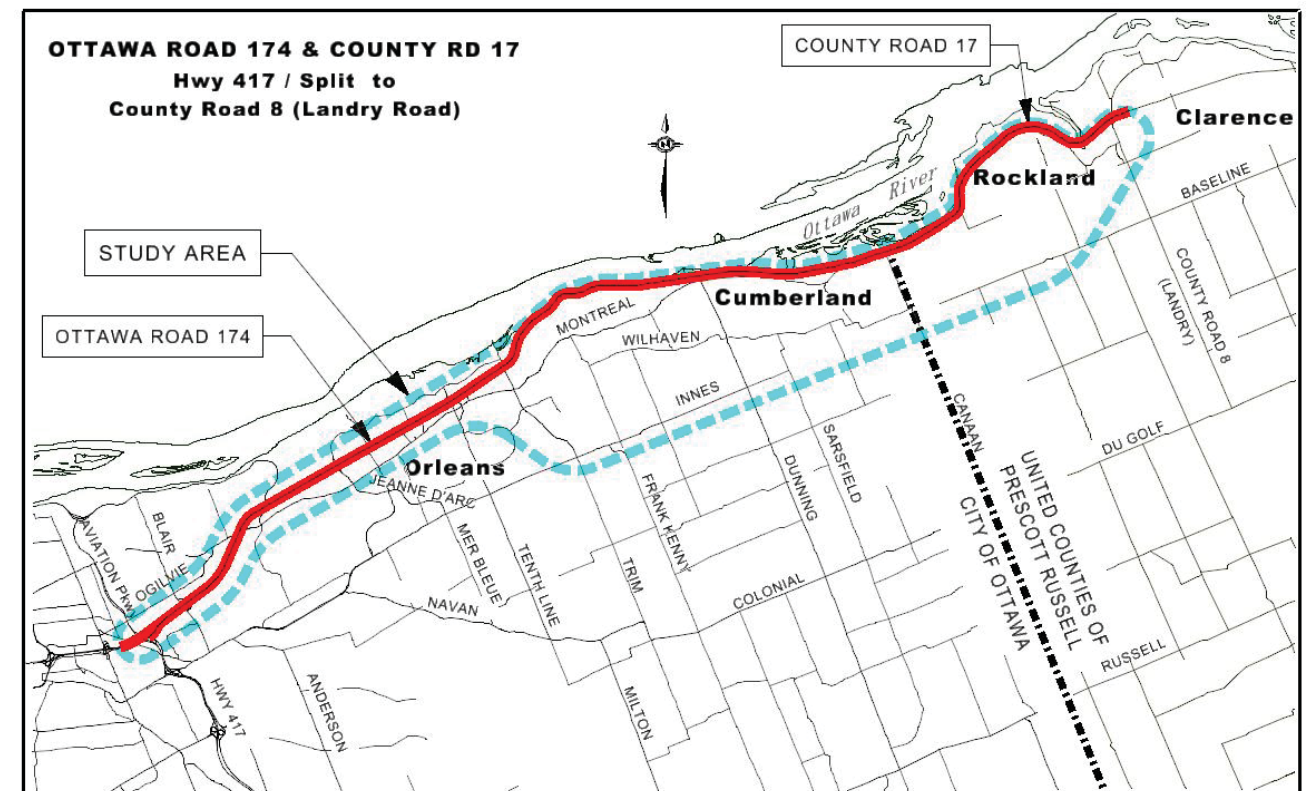 OTTAWA ROAD 174 & COUNTY RD 17
Hwy 417 / Split to
County Road 8 (Landry Road)
COUNTY ROAD 17
N
Clarence
Rockland
BASELINE
Ottawa River
STUDY AREA
COUNTY ROAD 8
(LANDRY)
OTTAWA ROAD 174
MONTREAL
Cumberland
WILHAVEN
INNES
CANAAN
DU GOLF
SARSFIELD
DUNNING
Orleans
JEANNE D'ARC
FRANK KENNY
UNITED COUNTIES OF
PRESCOTT RUSSELL
CITY OF OTTAWA
BLAIR
AVIATION Pkwy
OGILVIE
MER BLEUE
TENTH LINE
TRIM
COLONIAL
NAVAN
RUSSELL
HWY 417
ANDERSON
MILTON